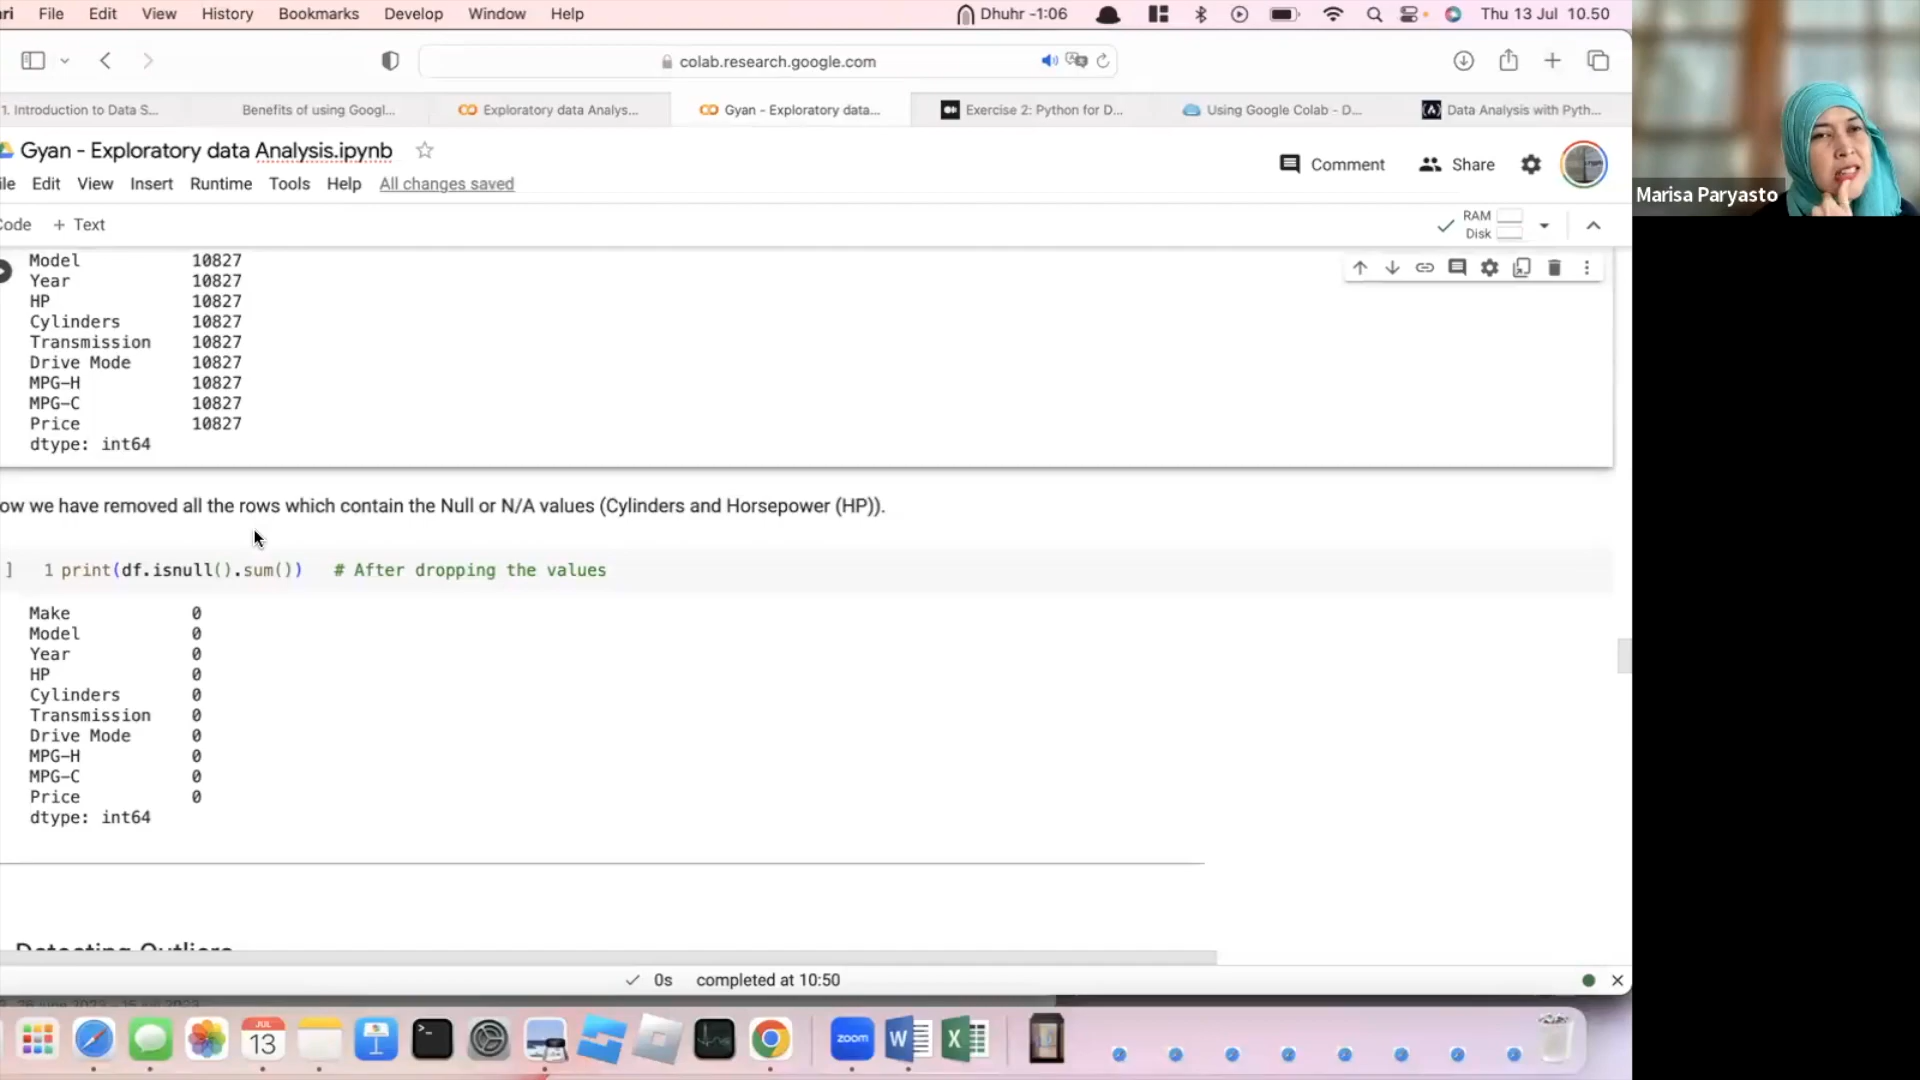 ri File Edit View History Bookmarks Develop Window Help Dhuhr -1:06 Thu 13 Jul 10.50
colab.research.google.com
1. Introduction to Data S... Benefits of using Googl... Exploratory data Analys... Gyan - Exploratory data... Exercise 2: Python for D... Using Google Colab - D... Data Analysis with Pyth...
Gyan - Exploratory data Analysis.ipynb
Comment Share
ile Edit View Insert Runtime Tools Help All changes saved
Marisa Paryasto
Code + Text
RAM
Disk
Model 10827
Year 10827
HP 10827
Cylinders 10827
Transmission 10827
Drive Mode 10827
MPG-H 10827
MPG-C 10827
Price 10827
dtype: int64
ow we have removed all the rows which contain the Null or N/A values (Cylinders and Horsepower (HP)).
] 1 print(df.isnull().sum()) # After dropping the values
Make 0
Model 0
Year 0
HP 0
Cylinders 0
Transmission 0
Drive Mode 0
MPG-H 0
MPG-C 0
Price 0
dtype: int64
Detecting Outliers
0s completed at 10:50
JUL
13
zoom
W
X